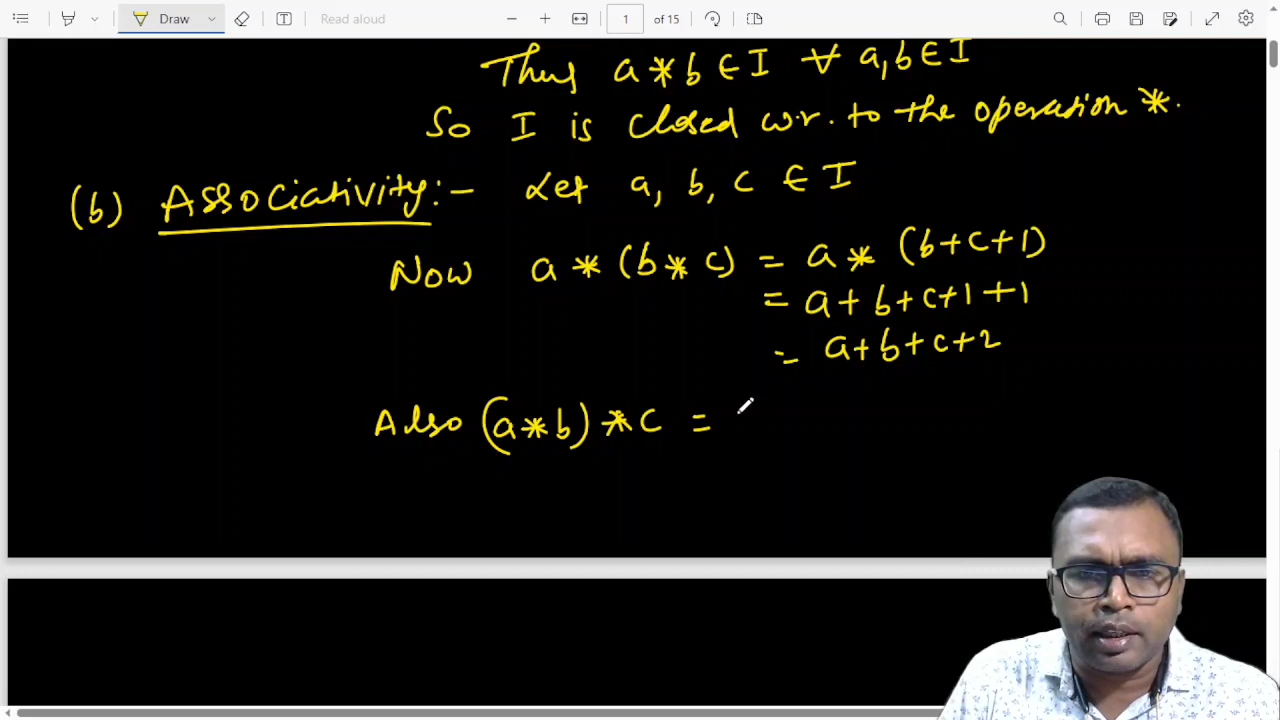 Draw
Read aloud
1 of 15
Thus a * b ∈ I ∀ a, b ∈ I
So I is closed w.r. to the operation *.
(b) Associativity:- Let a, b, c ∈ I
Now a * (b * c) = a * (b+c+1)
= a+b+c+1+1
= a+b+c+2
Also (a*b) * c =